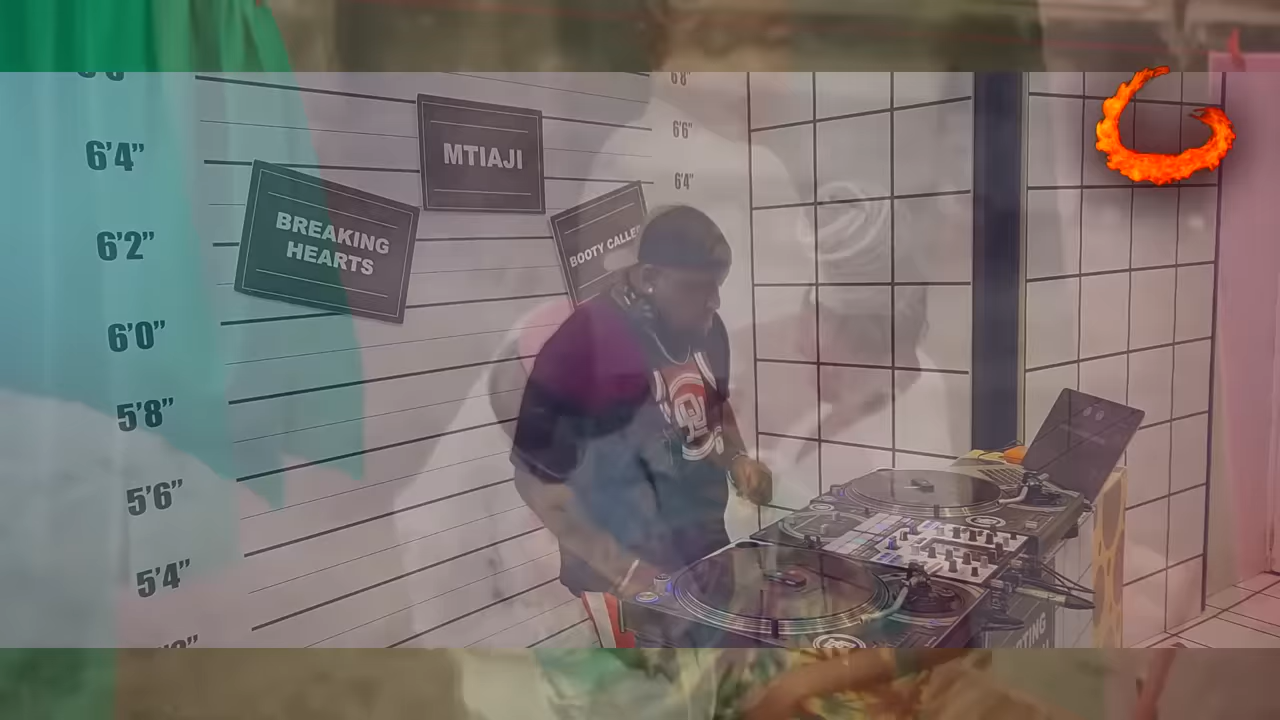 6'4”
6'2”
6'0”
5'8”
5'6”
5'4”
BREAKING
HEARTS
MTIAJI
BOOTY CALLE
6'8”
6'6”
6'4”